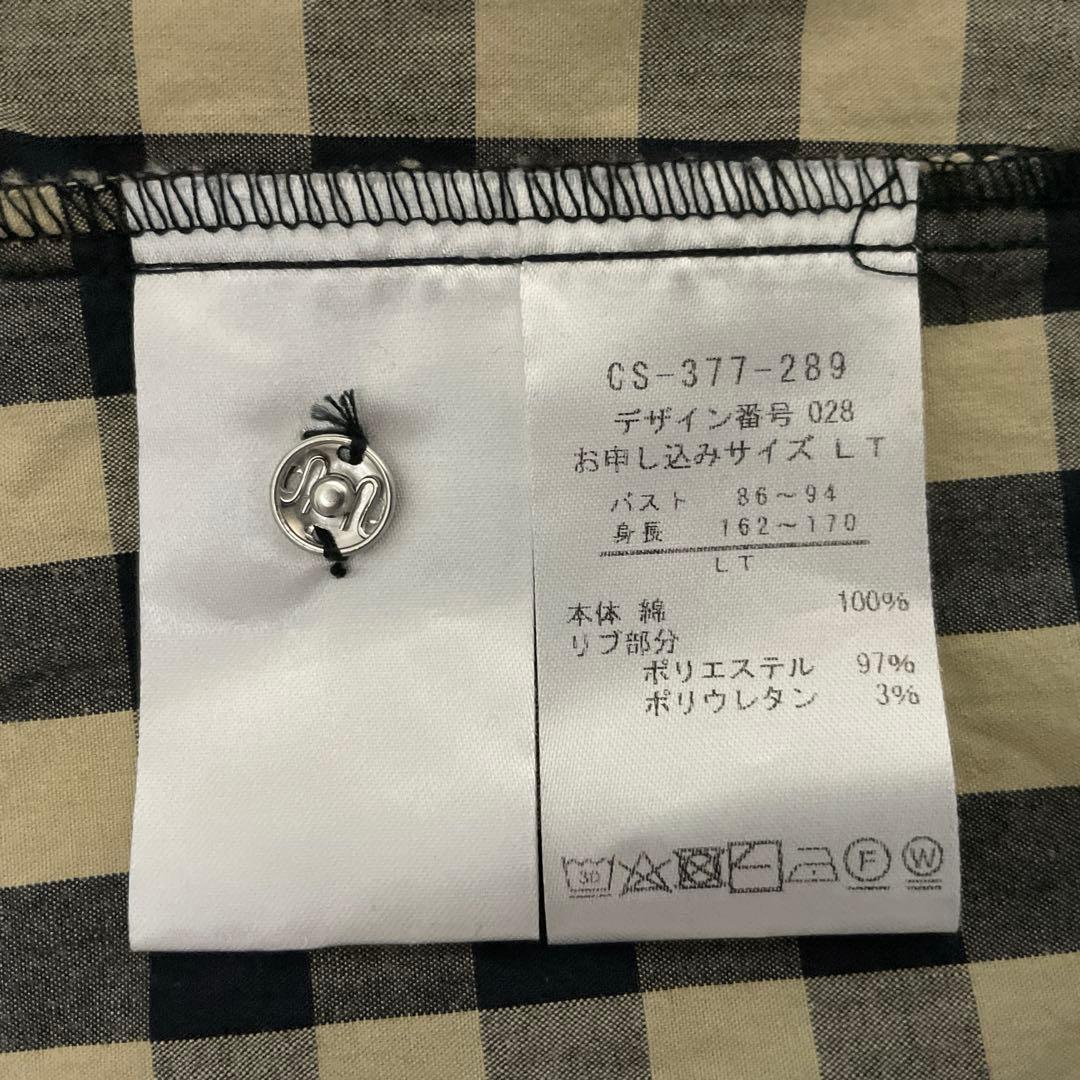 CS-377-289
デザイン番号 028
お申し込みサイズ LT
バスト 86～94
身長 162～170
LT
本体 綿 100%
リブ部分
ポリエステル 97%
ポリウレタン 3%
30 F W